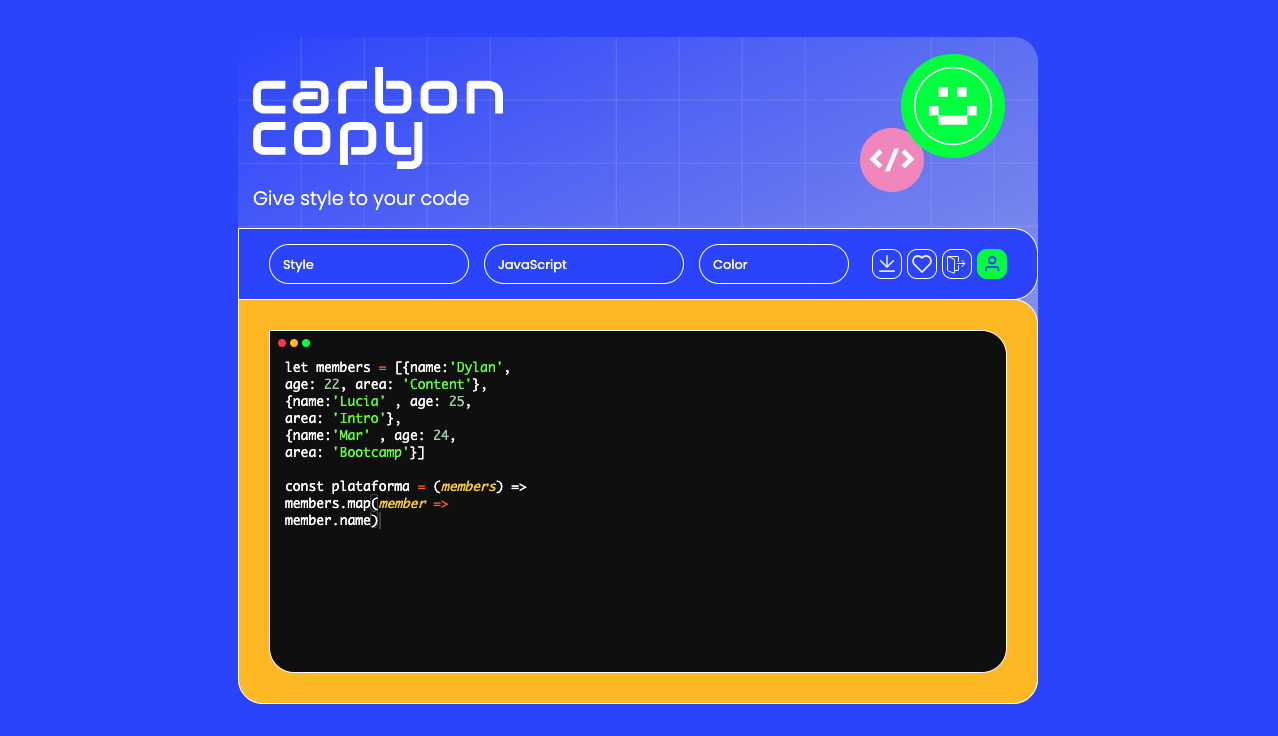 carbon
copy
Give style to your code
Style
JavaScript
Color
</>
let members = [{name:'Dylan',
age: 22, area: 'Content'},
{name:'Lucia' , age: 25,
area: 'Intro'},
{name:'Mar' , age: 24,
area: 'Bootcamp'}]
const plataforma = (members) =>
members.map(member =>
member.name)